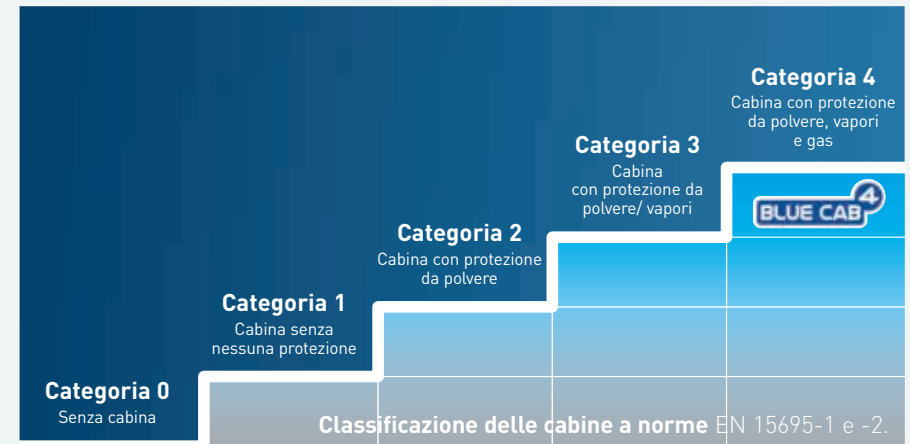 Categoria 4
Cabina con protezione
da polvere, vapori
e gas
Categoria 3
Cabina
con protezione da
polvere/ vapori
BLUE CAB 4
Categoria 2
Cabina con protezione
da polvere
Categoria 1
Cabina senza
nessuna protezione
Categoria 0
Senza cabina
Classificazione delle cabine a norme EN 15695-1 e -2.